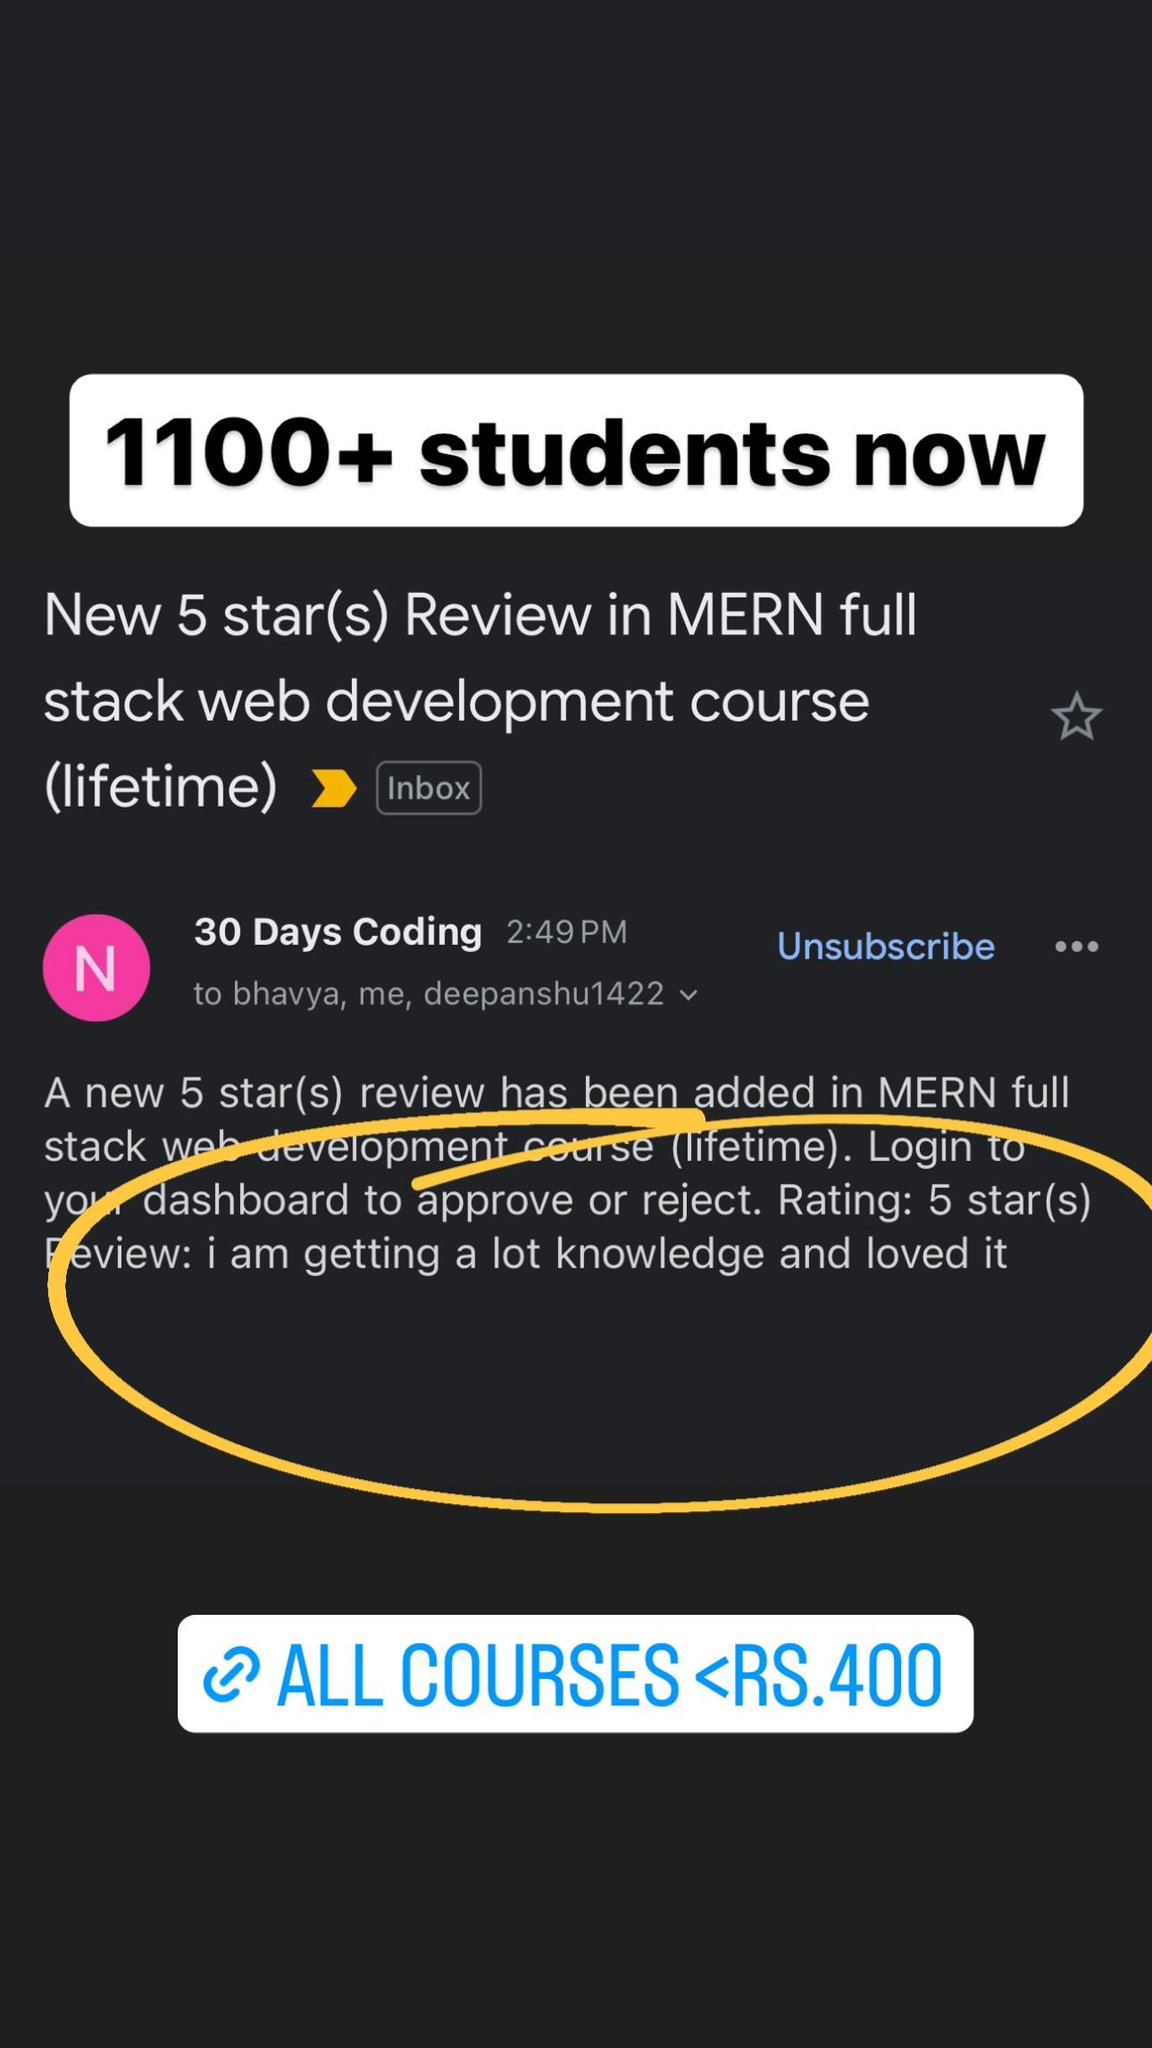 1100+ students now
New 5 star(s) Review in MERN full
stack web development course
(lifetime) Inbox
N
30 Days Coding 2:49 PM
Unsubscribe
to bhavya, me, deepanshu1422
A new 5 star(s) review has been added in MERN full
stack web development course (lifetime). Login to
your dashboard to approve or reject. Rating: 5 star(s)
Review: i am getting a lot knowledge and loved it
ALL COURSES <RS.400